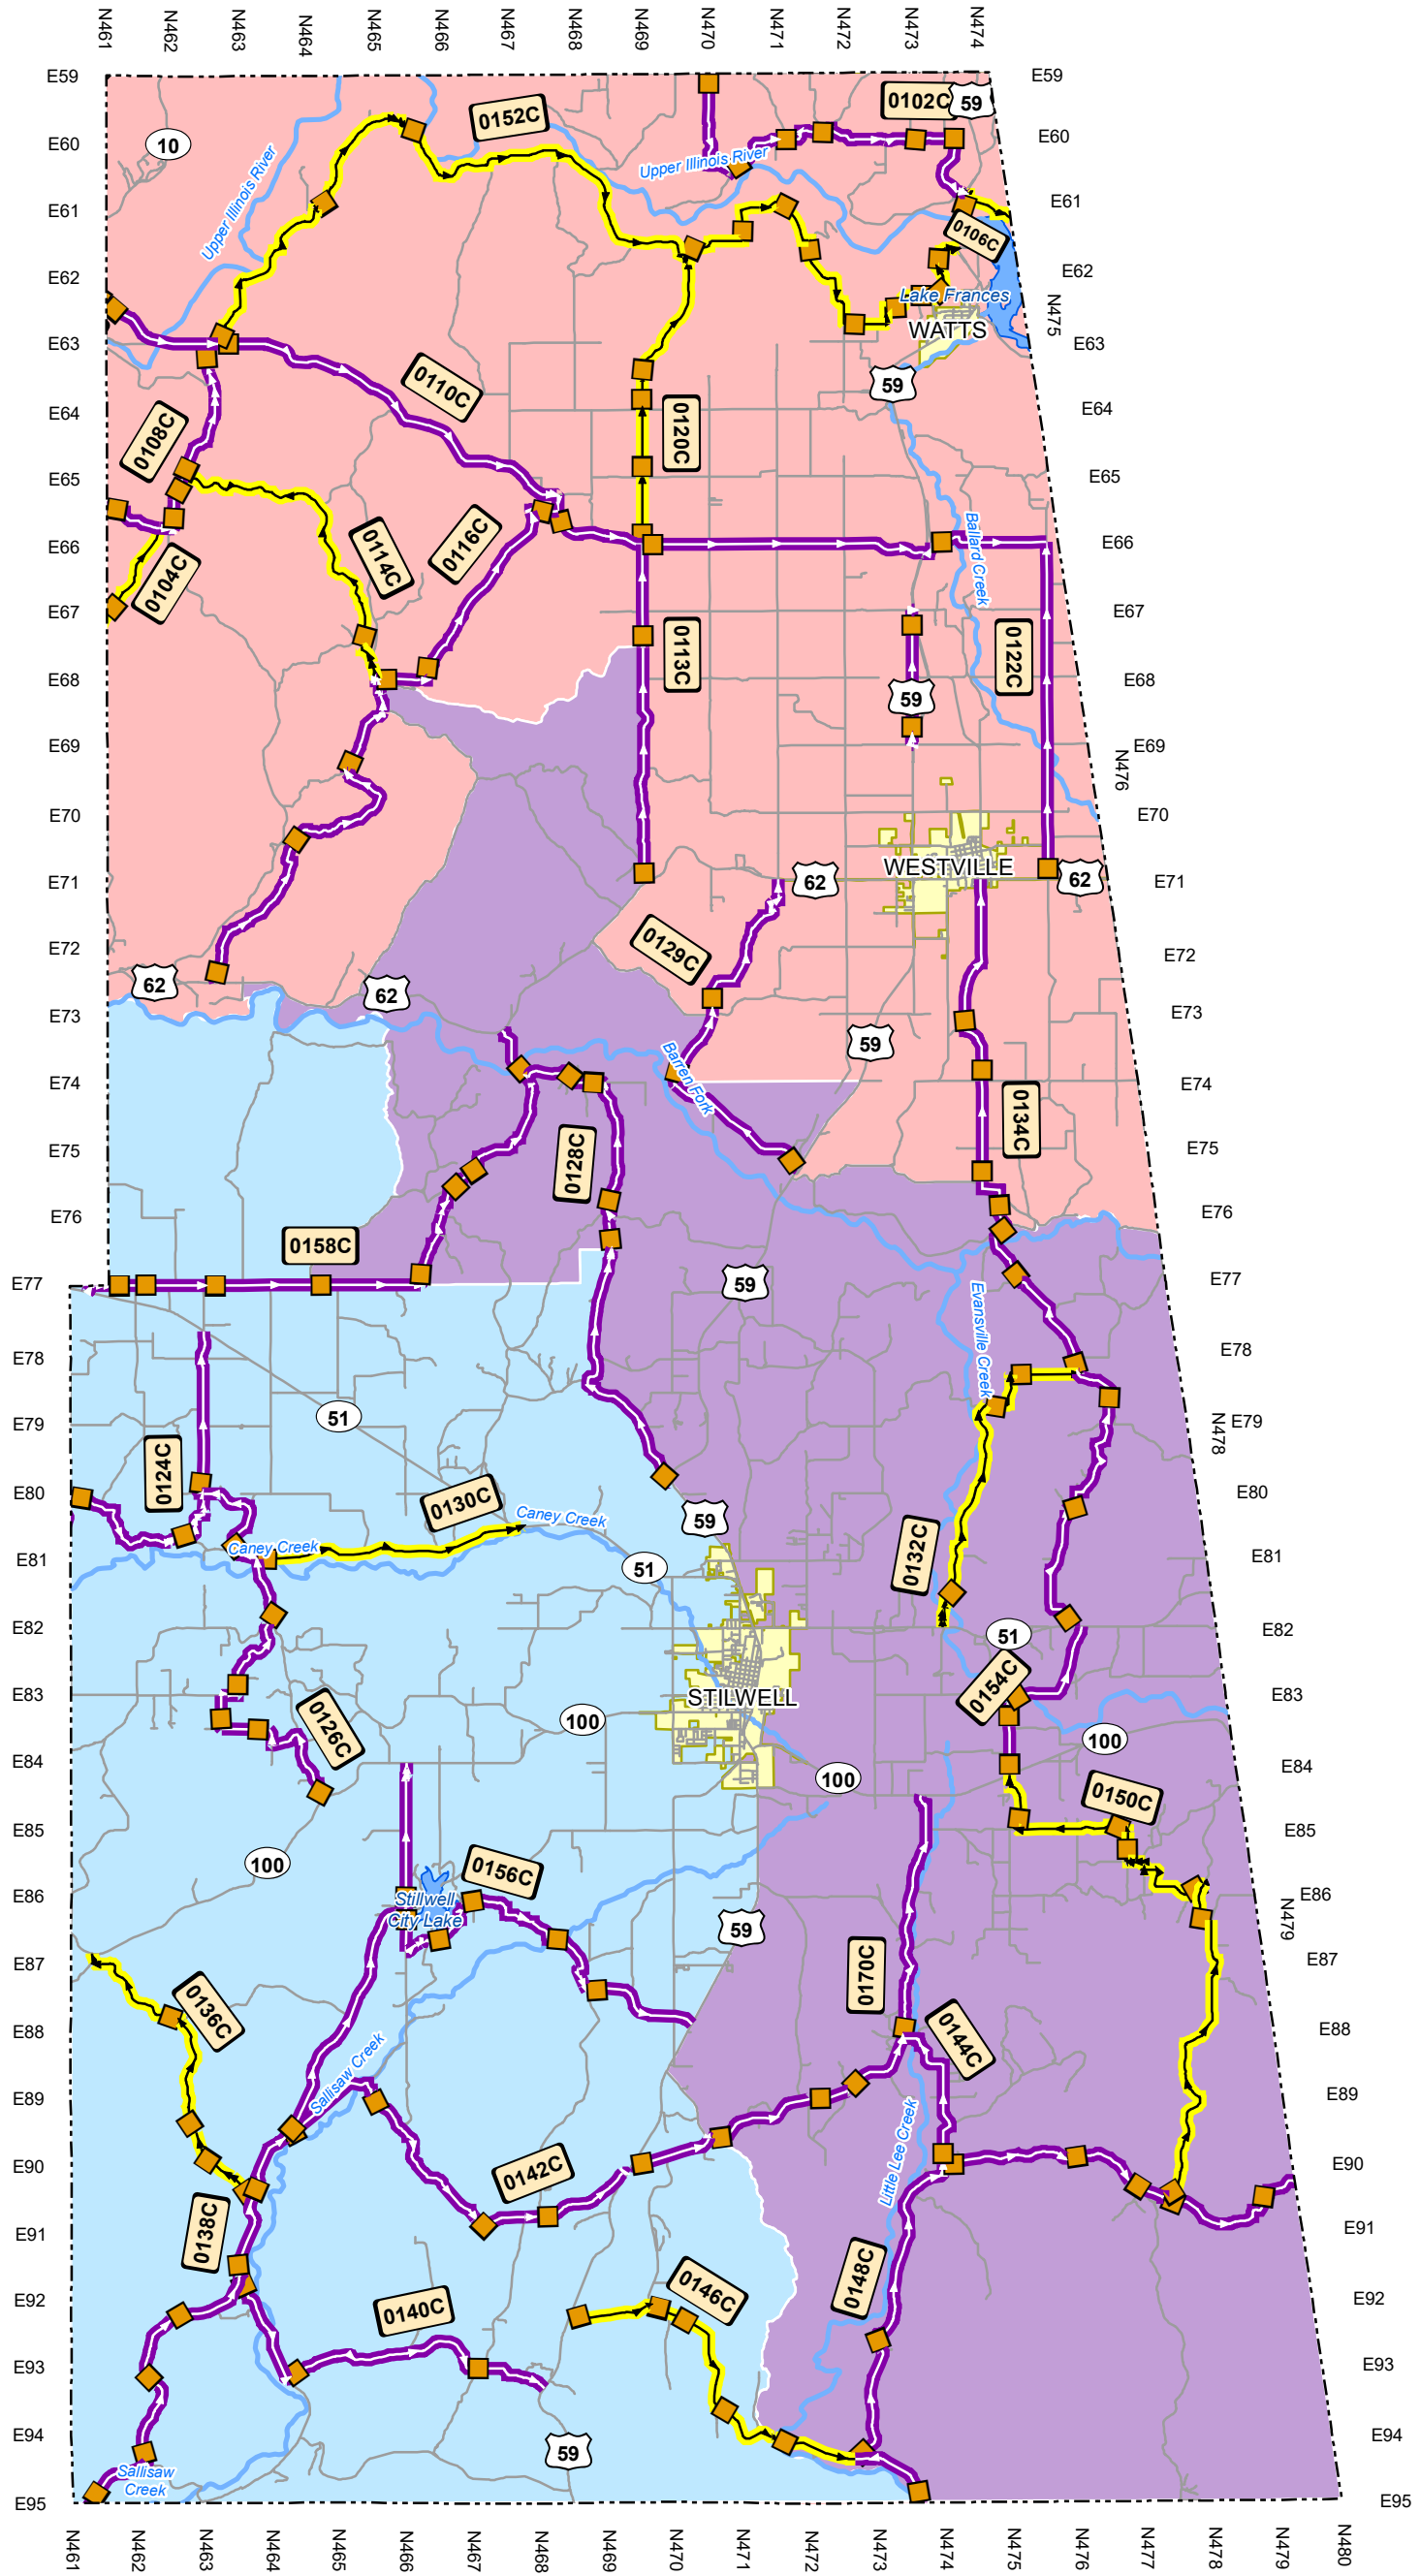 N461
N462
N463
N464
N465
N466
N467
N468
N469
N470
N471
N472
N473
N474
E59
E59
0102C
59
0152C
E60
10
E60
Upper Illinois River
Upper Illinois River
E61
E61
0106C
E62
E62
Lake Frances
N475
WATTS
E63
E63
0110C
59
E64
E64
0108C
0120C
E65
E65
0114C
0116C
Ballard Creek
E66
E66
0104C
E67
E67
0113C
0122C
E68
E68
59
E69
E69
N476
E70
E70
WESTVILLE
E71
62
62
E71
0129C
E72
E72
62
62
E73
E73
59
Barren Fork
E74
E74
0134C
E75
E75
0128C
E76
E76
0158C
E77
59
E77
Evansville Creek
E78
E78
51
E79
N478
E79
0124C
E80
E80
0130C
Caney Creek
59
Caney Creek
E81
51
0132C
E81
E82
51
E82
0154C
E83
STILWELL
E83
0126C
100
100
E84
100
E84
0150C
E85
E85
100
0156C
E86
Stillwell
City Lake
E86
59
N479
E87
0170C
E87
0136C
E88
0144C
E88
Sallisaw Creek
E89
E89
Little Lee Creek
E90
0142C
E90
0138C
E91
E91
0148C
0146C
E92
0140C
E92
E93
E93
E94
59
E94
Sallisaw
Creek
E95
E95
N461
N462
N463
N464
N465
N466
N467
N468
N469
N470
N471
N472
N473
N474
N475
N476
N477
N478
N479
N480